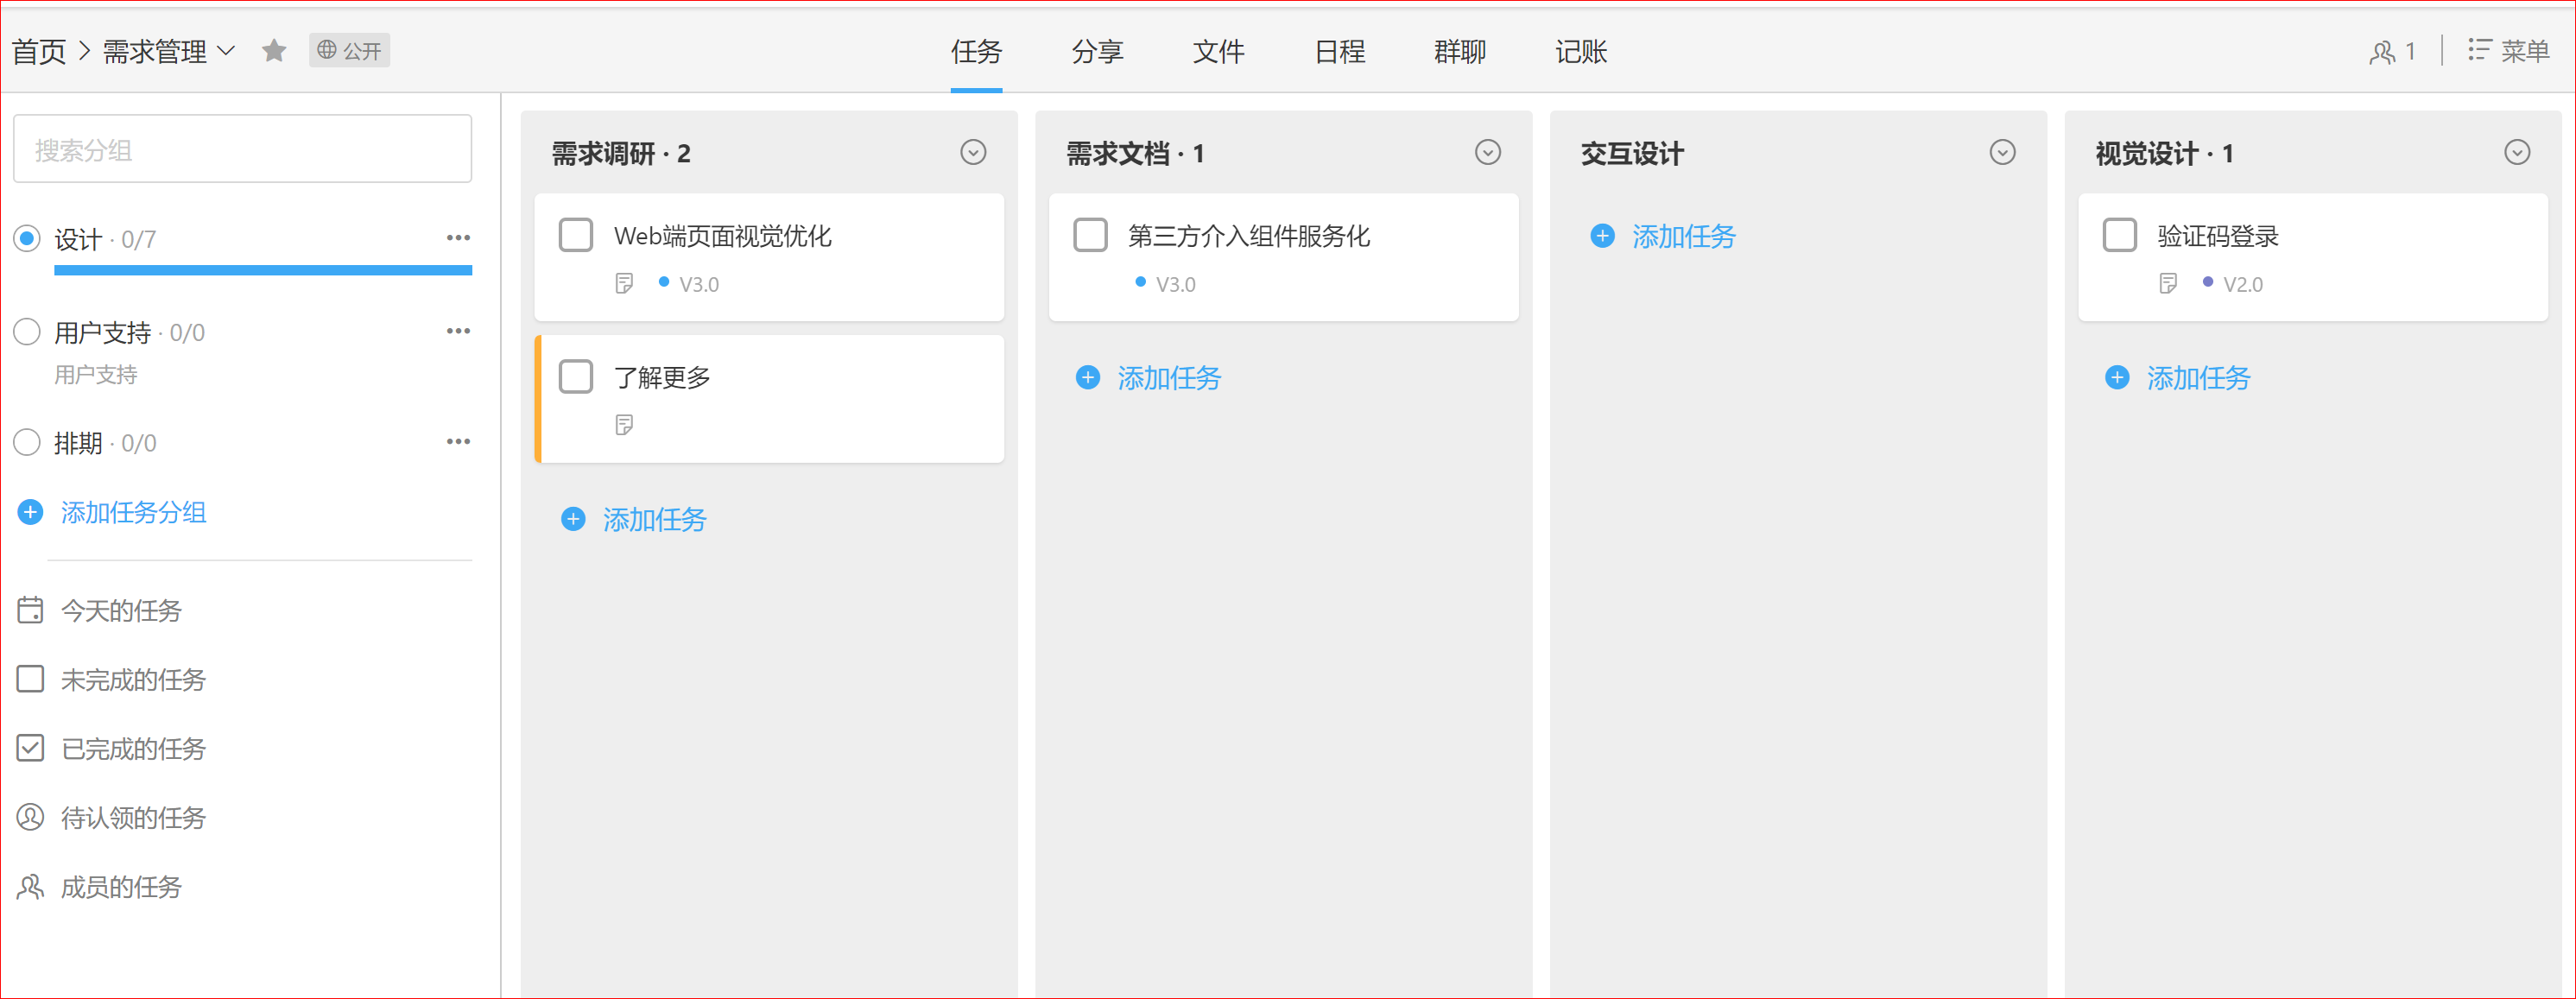 首页 > 需求管理
公开
任务
分享
文件
日程
群聊
记账
1
菜单
搜索分组
设计 · 0/7
用户支持 · 0/0
用户支持
排期 · 0/0
添加任务分组
今天的任务
未完成的任务
已完成的任务
待认领的任务
成员的任务
需求调研 · 2
Web端页面视觉优化
V3.0
了解更多
添加任务
需求文档 · 1
第三方介入组件服务化
V3.0
添加任务
交互设计
添加任务
视觉设计 · 1
验证码登录
V2.0
添加任务